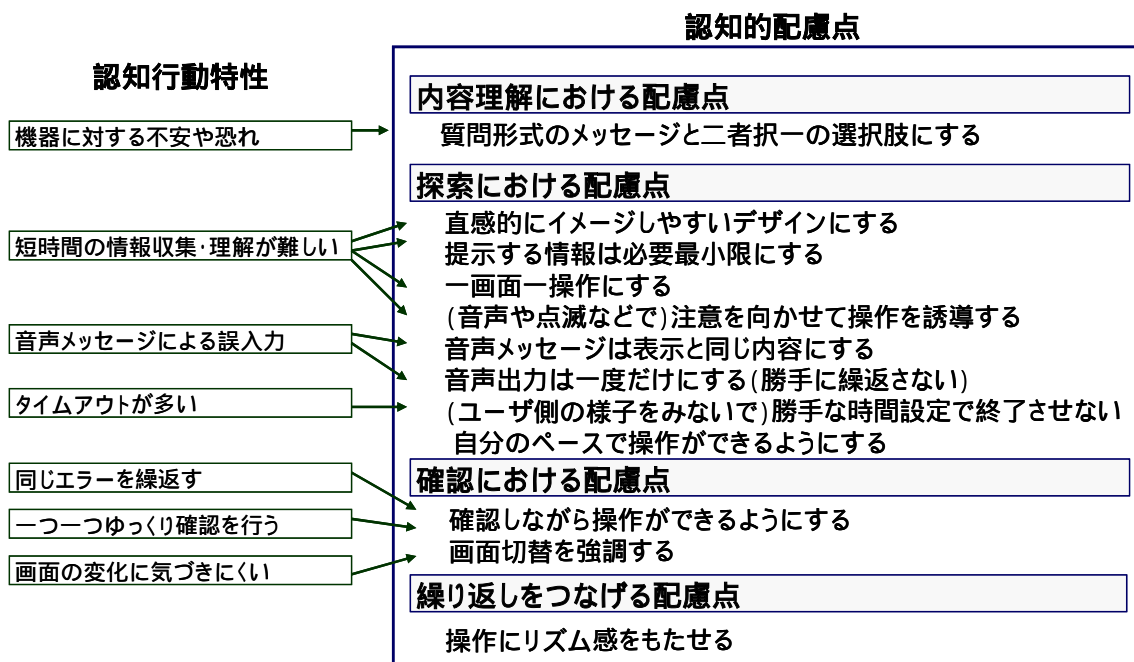 認知的配慮点
認知行動特性
内容理解における配慮点
機器に対する不安や恐れ
質問形式のメッセージと二者択一の選択肢にする
探索における配慮点
直感的にイメージしやすいデザインにする
短時間の情報収集・理解が難しい
提示する情報は必要最小限にする
一画面一操作にする
(音声や点滅などで)注意を向かせて操作を誘導する
音声メッセージによる誤入力
音声メッセージは表示と同じ内容にする
音声出力は一度だけにする(勝手に繰返さない)
タイムアウトが多い
(ユーザ側の様子をみないで)勝手な時間設定で終了させない
自分のペースで操作ができるようにする
同じエラーを繰返す
確認における配慮点
一つ一つゆっくり確認を行う
確認しながら操作ができるようにする
画面切替を強調する
画面の変化に気づきにくい
繰り返しをつなげる配慮点
操作にリズム感をもたせる